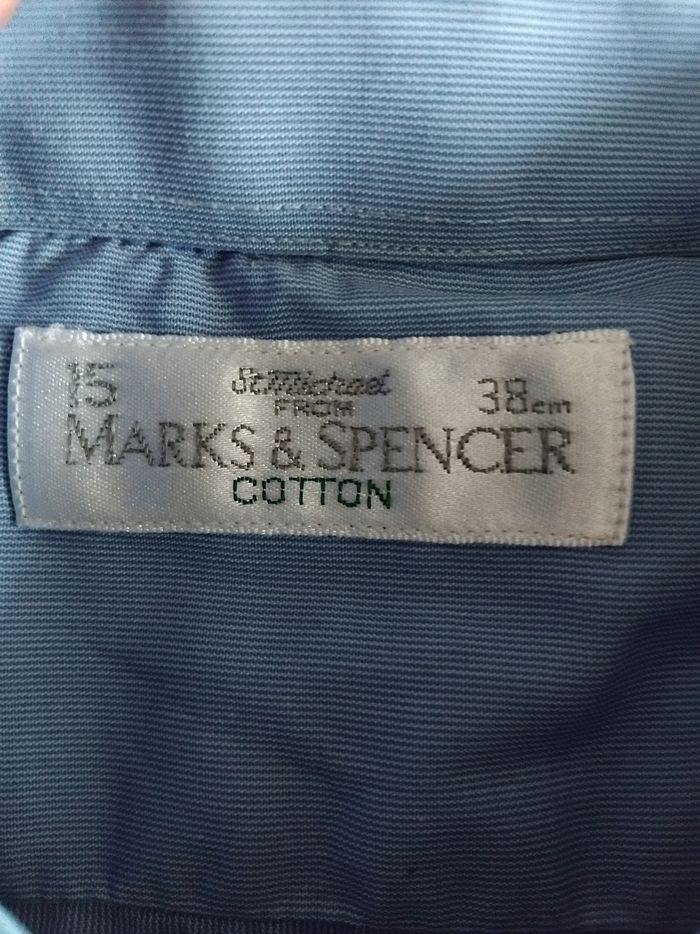 15 St Michael 38cm
FROM
MARKS & SPENCER
COTTON